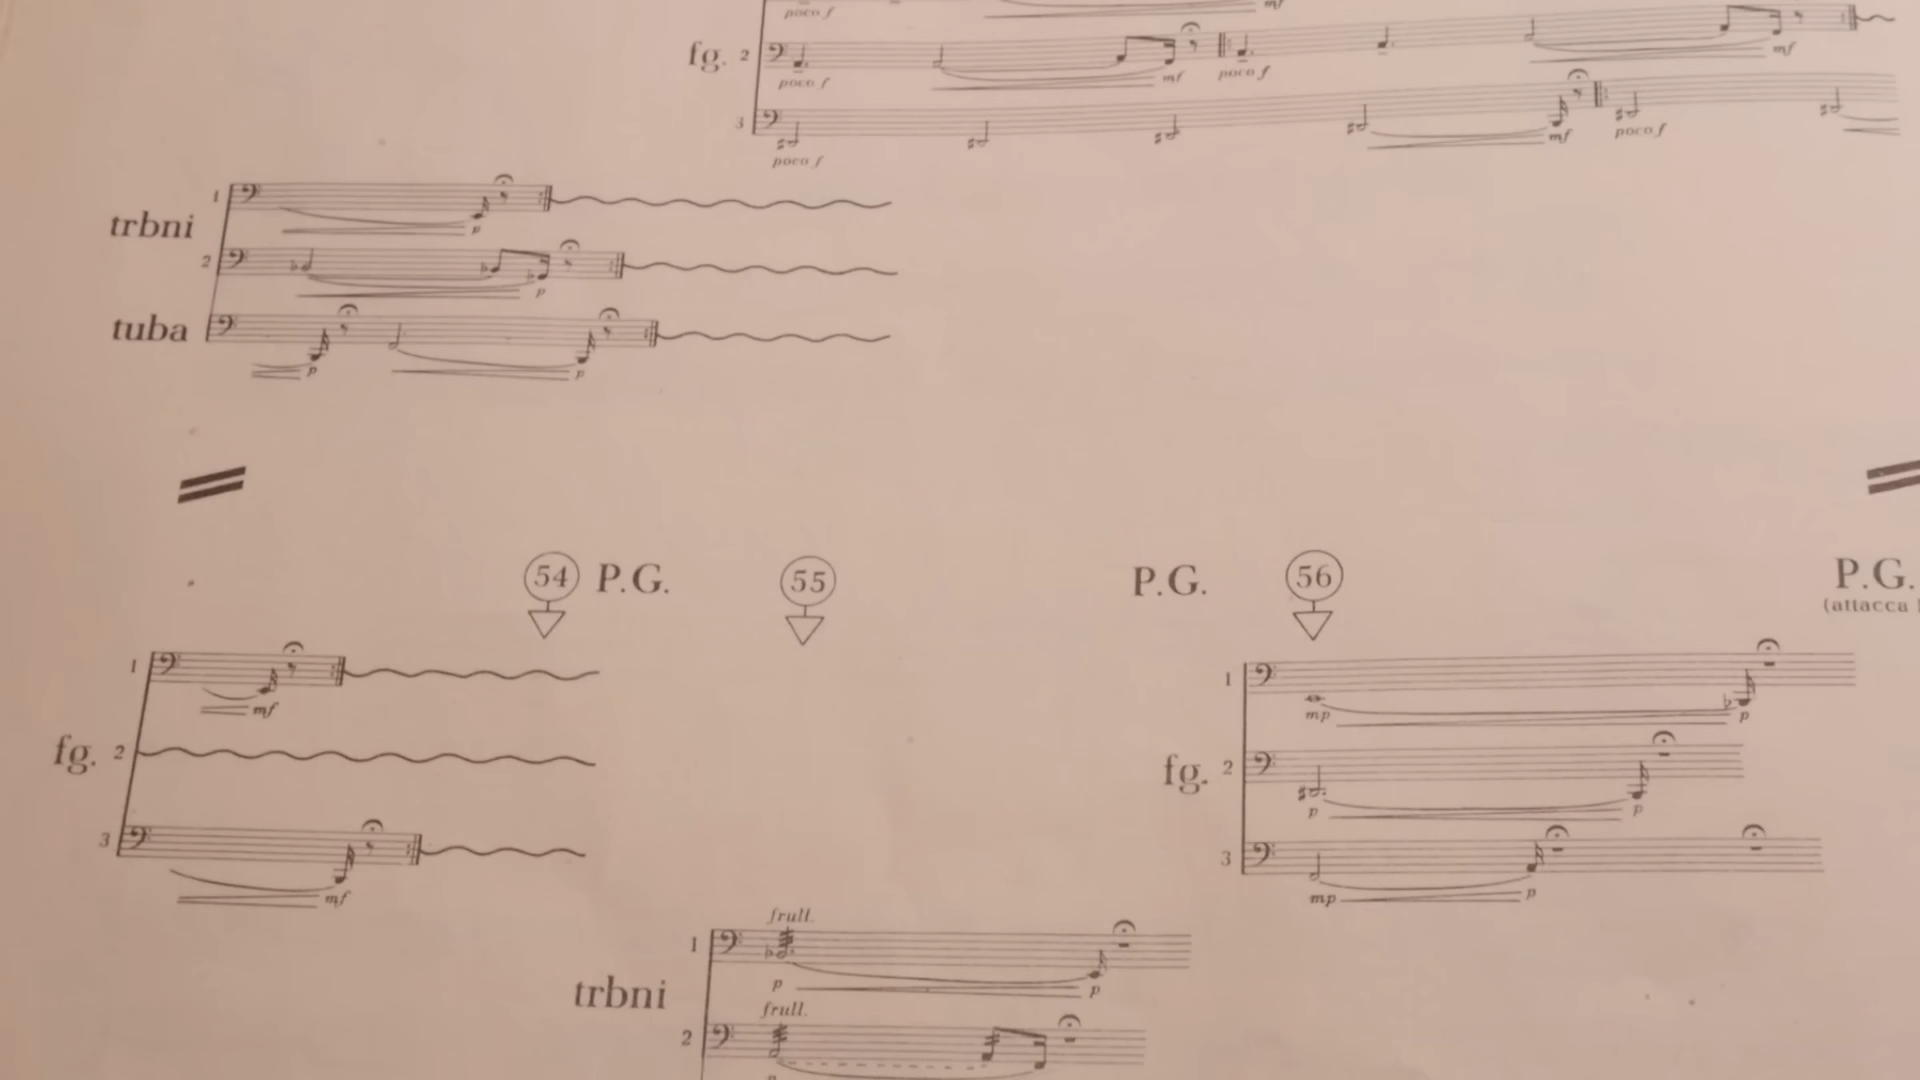 poco f mf
fg. 2 poco f mf poco f mf
3 poco f mf poco f
1 p
trbni
2 p
tuba p p
54 P.G. 55 P.G. 56 P.G.
(attacca
1 mf 1 mp p
fg. 2 fg. 2 p p
3 mf 3 mp p
frull.
1 p p
trbni
frull.
2